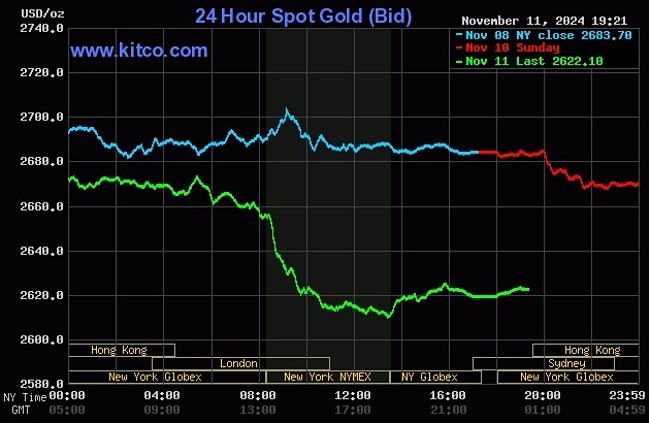 USD/oz
24 Hour Spot Gold (Bid)
November 11, 2024 19:21
2740.0
www.kitco.com
Nov 08 NY close 2683.70
Nov 10 Sunday
Nov 11 Last 2622.10
2720.0
2700.0
2680.0
2660.0
2640.0
2620.0
2600.0
2580.0
Hong Kong
Hong Kong
London
Sydney
New York Globex
New York NYMEX
NY Globex
New York Globex
NY Time
00:00 04:00 08:00 12:00 16:00 20:00 23:59
GMT
05:00 09:00 13:00 17:00 21:00 01:00 04:59